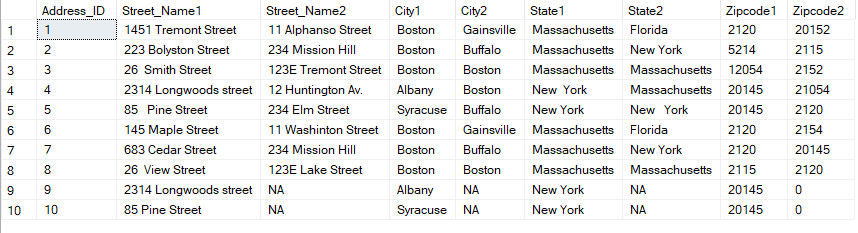 Address_ID Street_Name1 Street_Name2 City1 City2 State1 State2 Zipcode1 Zipcode2
1 1 1451 Tremont Street 11 Alphanso Street Boston Gainsville Massachusetts Florida 2120 20152
2 2 223 Bolyston Street 234 Mission Hill Boston Buffalo Massachusetts New York 5214 2115
3 3 26 Smith Street 123E Tremont Street Boston Boston Massachusetts Massachusetts 12054 2152
4 4 2314 Longwoods street 12 Huntington Av. Albany Boston New York Massachusetts 20145 21054
5 5 85 Pine Street 234 Elm Street Syracuse Buffalo New York New York 20145 2120
6 6 145 Maple Street 11 Washinton Street Boston Gainsville Massachusetts Florida 2120 2154
7 7 683 Cedar Street 234 Mission Hill Boston Buffalo Massachusetts New York 2120 20145
8 8 26 View Street 123E Lake Street Boston Boston Massachusetts Massachusetts 2115 2120
9 9 2314 Longwoods street NA Albany NA New York NA 20145 0
10 10 85 Pine Street NA Syracuse NA New York NA 20145 0